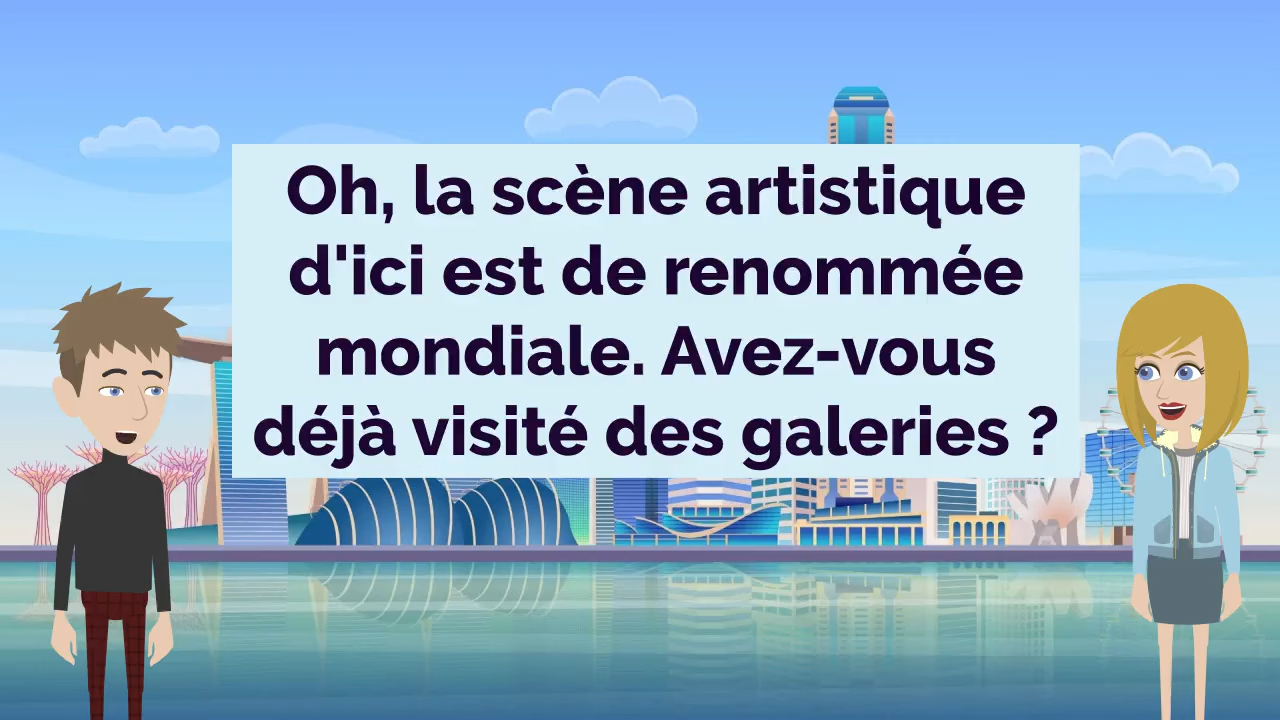 Oh, la scène artistique
d'ici est de renommée
mondiale. Avez-vous
déjà visité des galeries ?